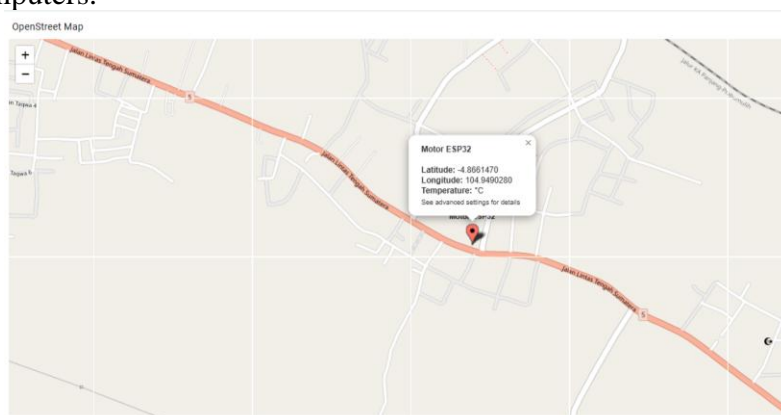 OpenStreet Map
+
−
Jalan Lintas Tengah Sumatera
5
Motor ESP32
×
Latitude: -4.8661470
Longitude: 104.9490280
Temperature: °C
See advanced settings for details
Jalan Lintas Tengah Sumatera
Jalan Lintas Tengah Sumatera
5